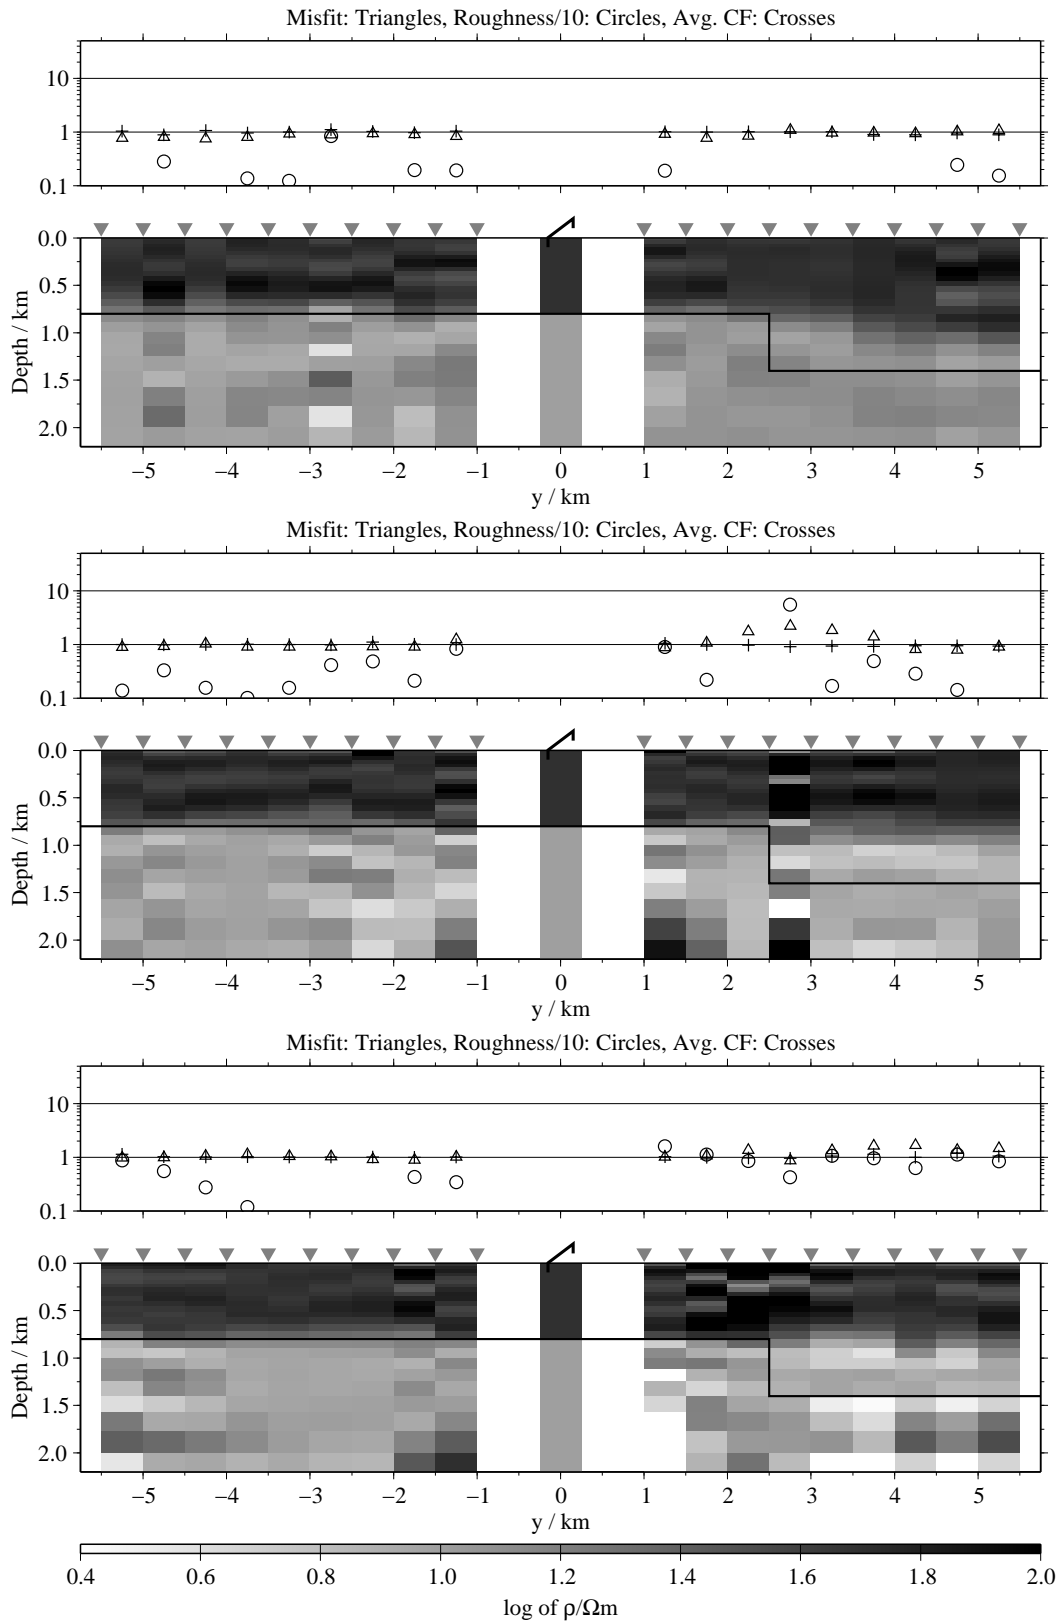 Misfit: Triangles, Roughness/10: Circles, Avg. CF: Crosses
10
1
0.1
0.0
0.5
1.0
1.5
2.0
Depth / km
−5 −4 −3 −2 −1 0 1 2 3 4 5
y / km
Misfit: Triangles, Roughness/10: Circles, Avg. CF: Crosses
10
1
0.1
0.0
0.5
1.0
1.5
2.0
Depth / km
−5 −4 −3 −2 −1 0 1 2 3 4 5
y / km
Misfit: Triangles, Roughness/10: Circles, Avg. CF: Crosses
10
1
0.1
0.0
0.5
1.0
1.5
2.0
Depth / km
−5 −4 −3 −2 −1 0 1 2 3 4 5
y / km
0.4 0.6 0.8 1.0 1.2 1.4 1.6 1.8 2.0
log of ρ/Ωm